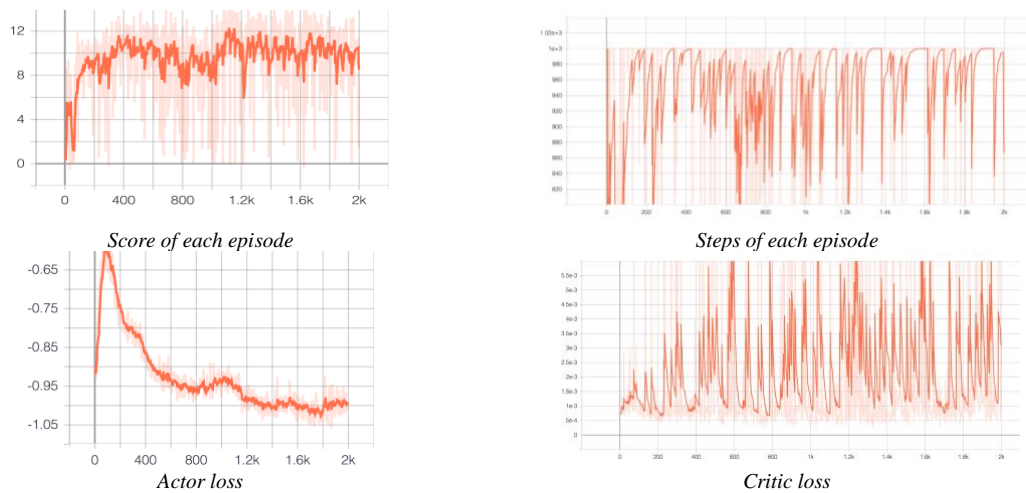 12
8
4
0
0 400 800 1.2k 1.6k 2k
Score of each episode
1.02e+3
1e+3
980
960
940
920
900
880
860
840
820
0 200 400 600 800 1k 1.2k 1.4k 1.6k 1.8k 2k
Steps of each episode
-0.65
-0.75
-0.85
-0.95
-1.05
0 400 800 1.2k 1.6k 2k
Actor loss
5.5e-3
5e-3
4.5e-3
4e-3
3.5e-3
3e-3
2.5e-3
2e-3
1.5e-3
1e-3
5e-4
0
0 200 400 600 800 1k 1.2k 1.4k 1.6k 1.8k 2k
Critic loss